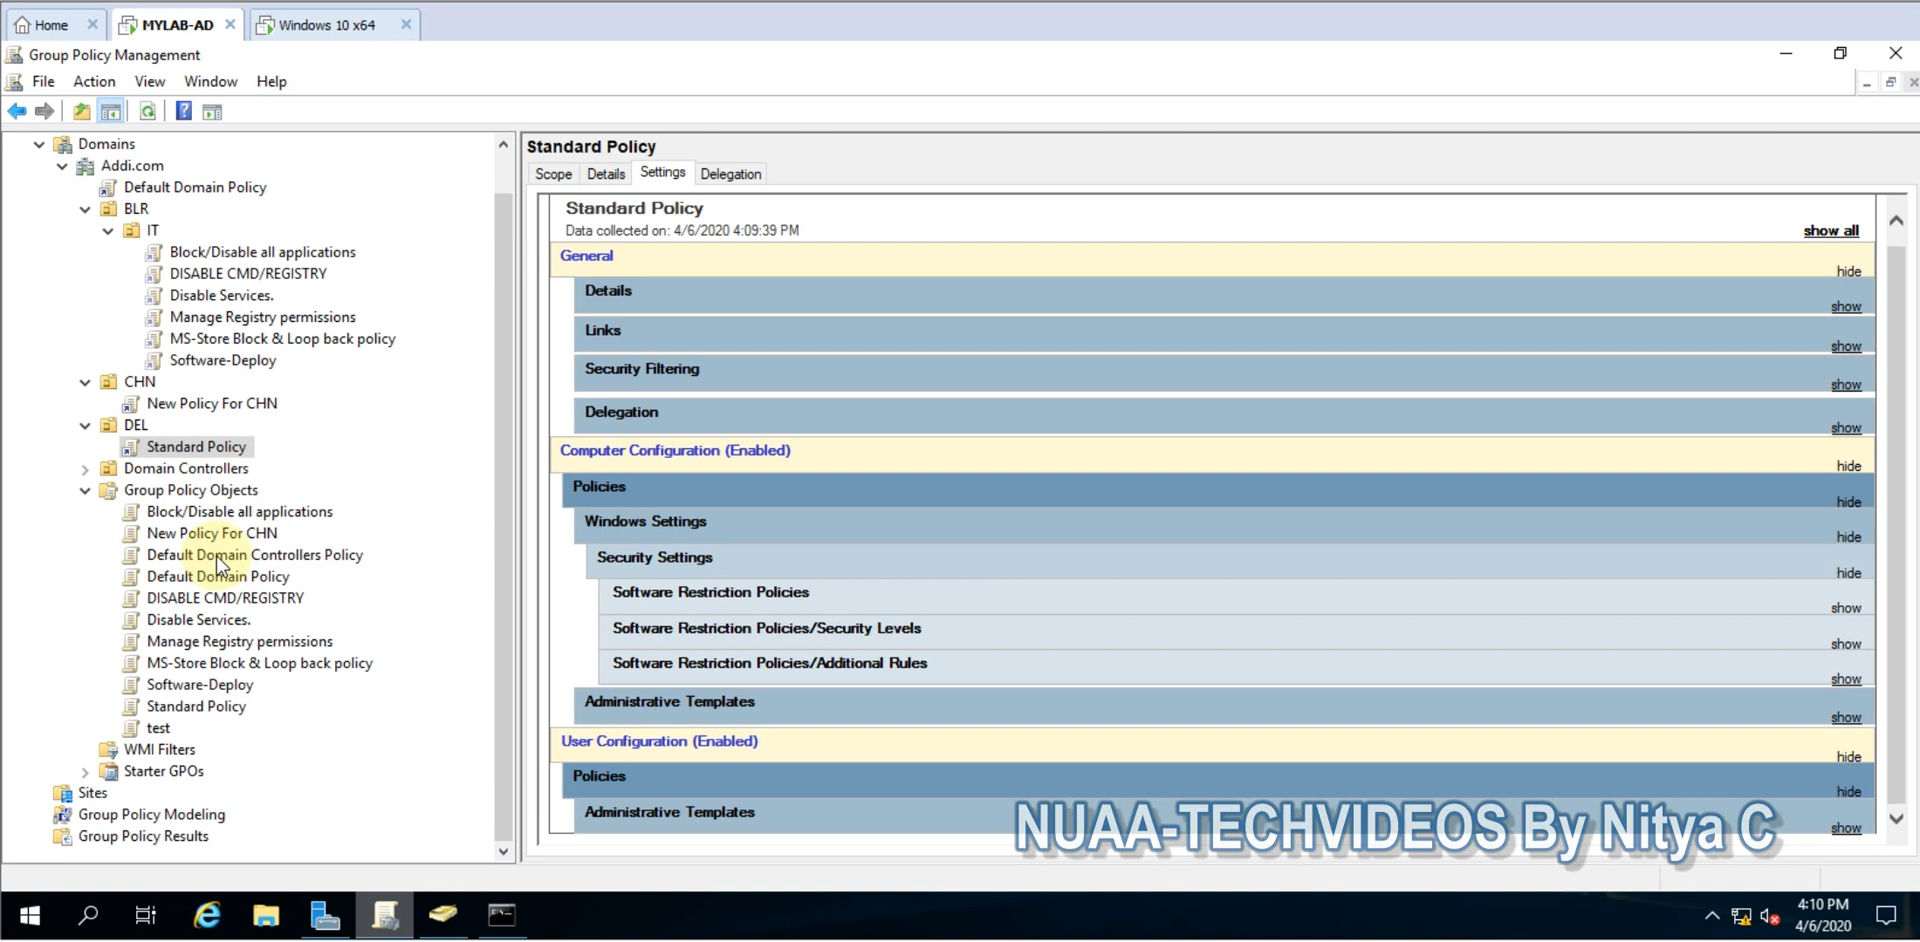 Home
MYLAB-AD
Windows 10 x64
Group Policy Management
File Action View Window Help
Domains
Addi.com
Default Domain Policy
BLR
IT
Block/Disable all applications
DISABLE CMD/REGISTRY
Disable Services.
Manage Registry permissions
MS-Store Block & Loop back policy
Software-Deploy
CHN
New Policy For CHN
DEL
Standard Policy
Domain Controllers
Group Policy Objects
Block/Disable all applications
New Policy For CHN
Default Domain Controllers Policy
Default Domain Policy
DISABLE CMD/REGISTRY
Disable Services.
Manage Registry permissions
MS-Store Block & Loop back policy
Software-Deploy
Standard Policy
test
WMI Filters
Starter GPOs
Sites
Group Policy Modeling
Group Policy Results
Standard Policy
Scope Details Settings Delegation
Standard Policy
Data collected on: 4/6/2020 4:09:39 PM
show all
General
hide
Details
show
Links
show
Security Filtering
show
Delegation
show
Computer Configuration (Enabled)
hide
Policies
hide
Windows Settings
hide
Security Settings
hide
Software Restriction Policies
show
Software Restriction Policies/Security Levels
show
Software Restriction Policies/Additional Rules
show
Administrative Templates
show
User Configuration (Enabled)
hide
Policies
hide
Administrative Templates
show
NUAA-TECHVIDEOS By Nitya C
4:10 PM
4/6/2020